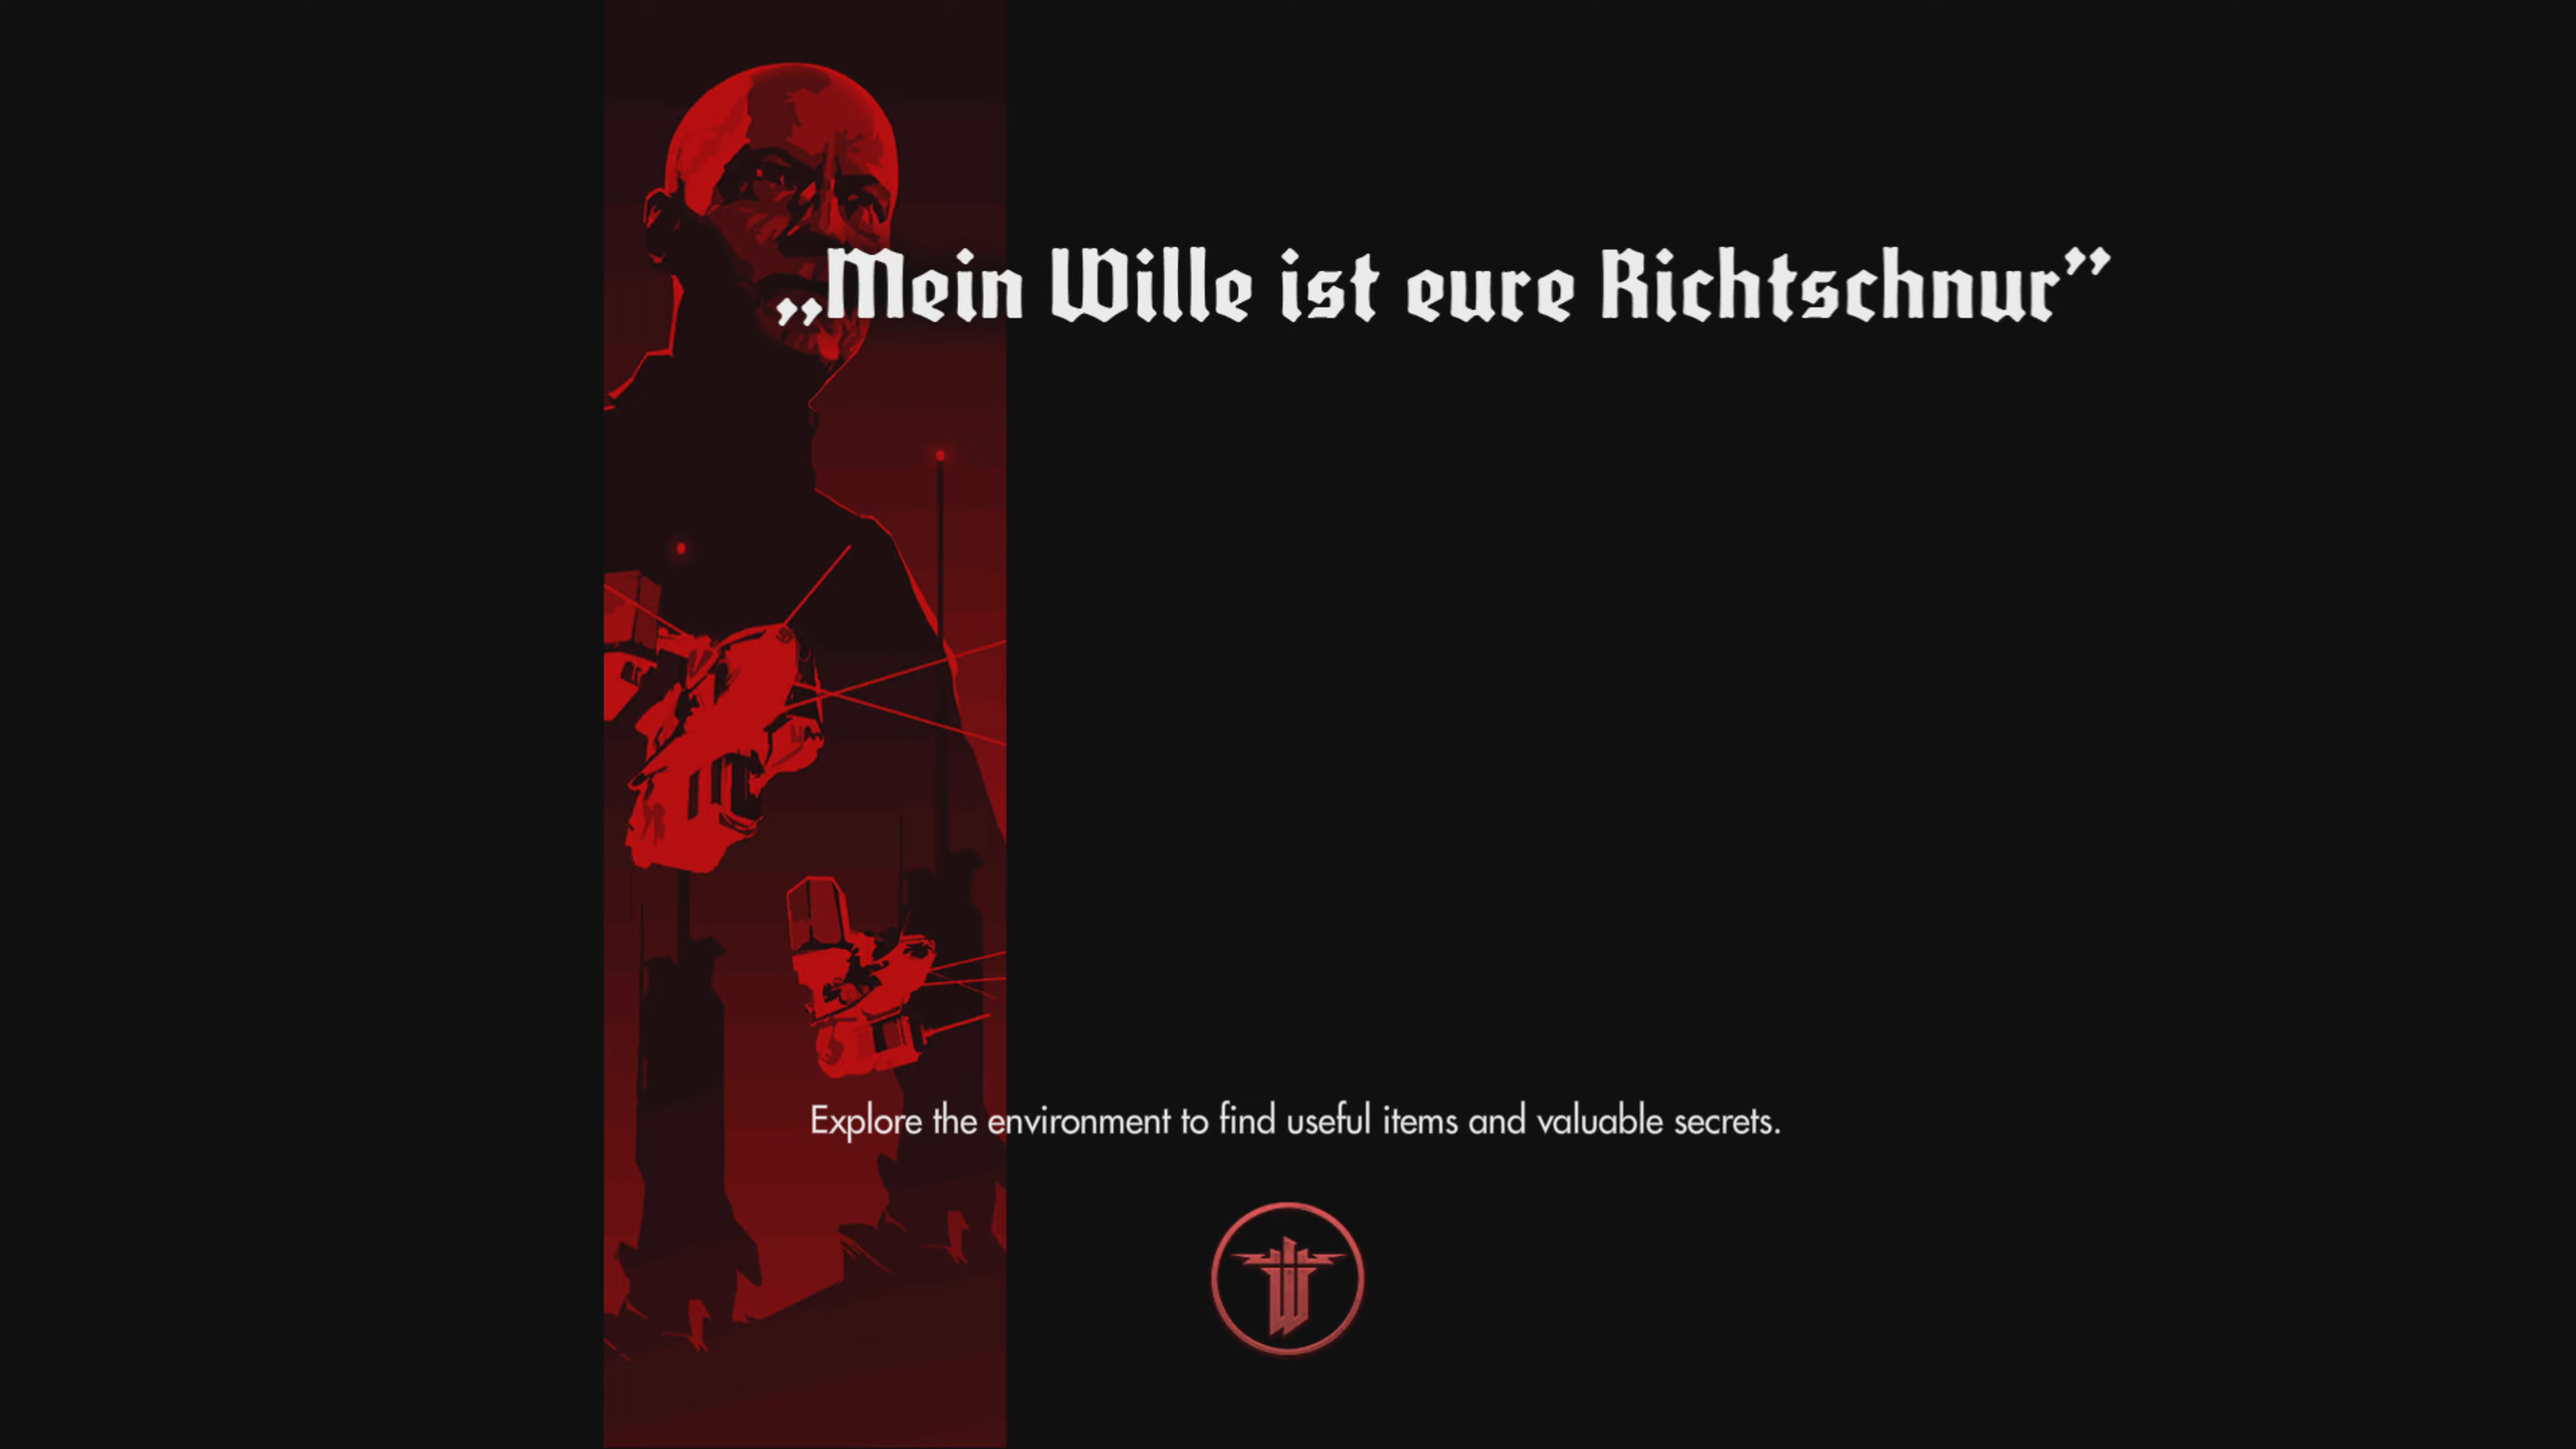 „Mein Wille ist eure Richtschnur”
Explore the environment to find useful items and valuable secrets.